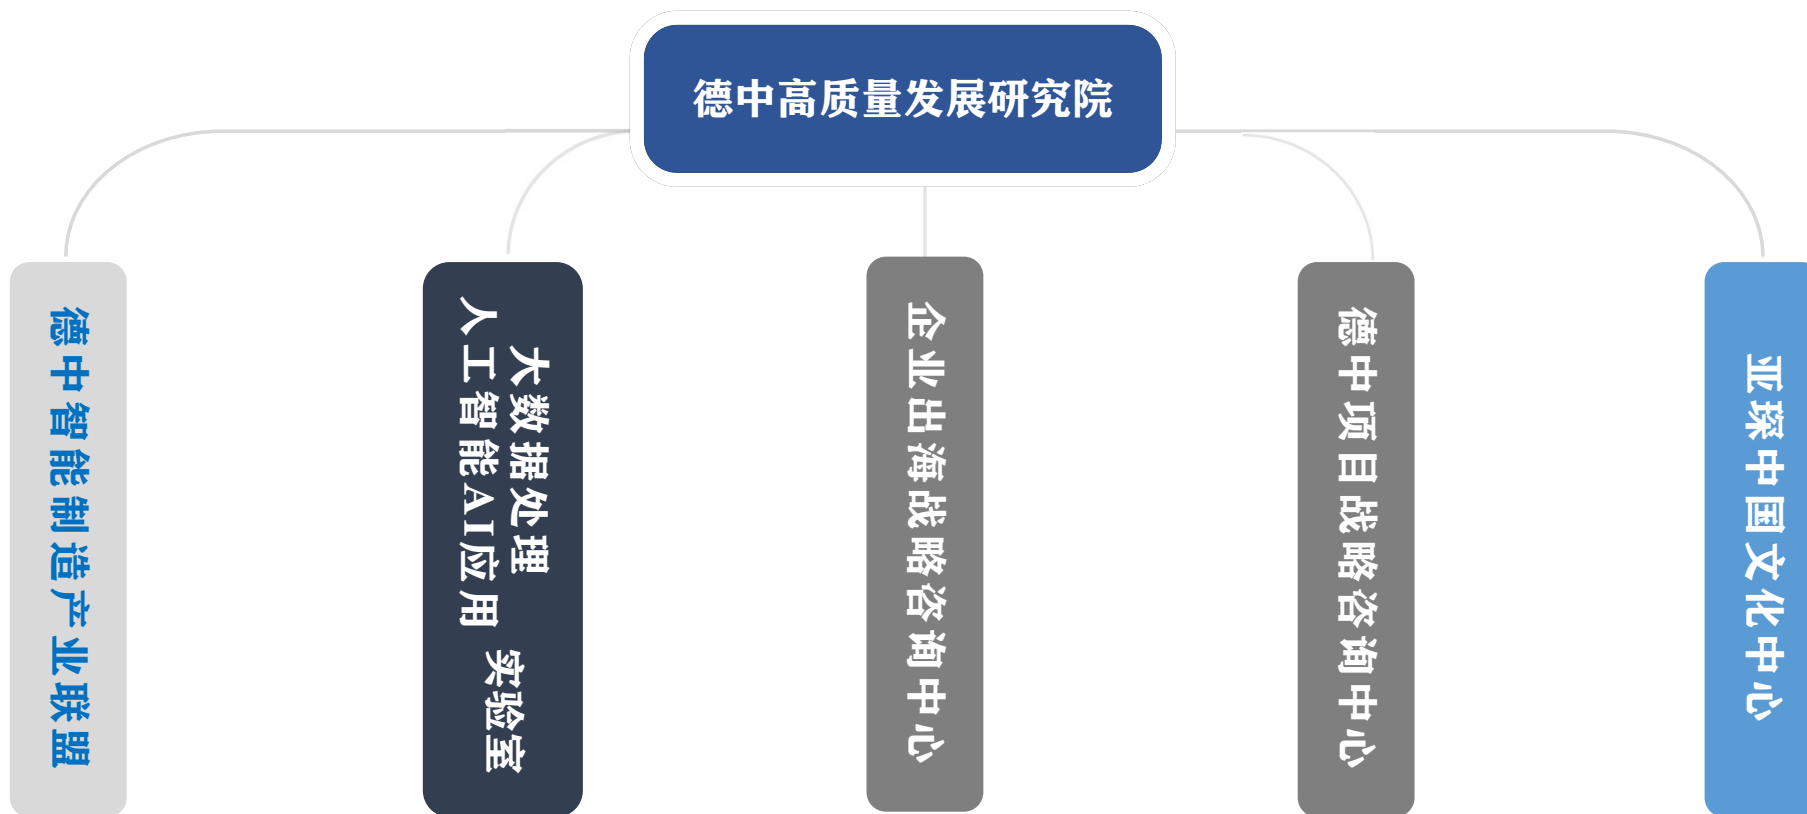 德中高质量发展研究院
德中智能制造产业联盟
大数据处理
人工智能AI应用
实验室
企业出海战略咨询中心
德中项目战略咨询中心
亚琛中国文化中心